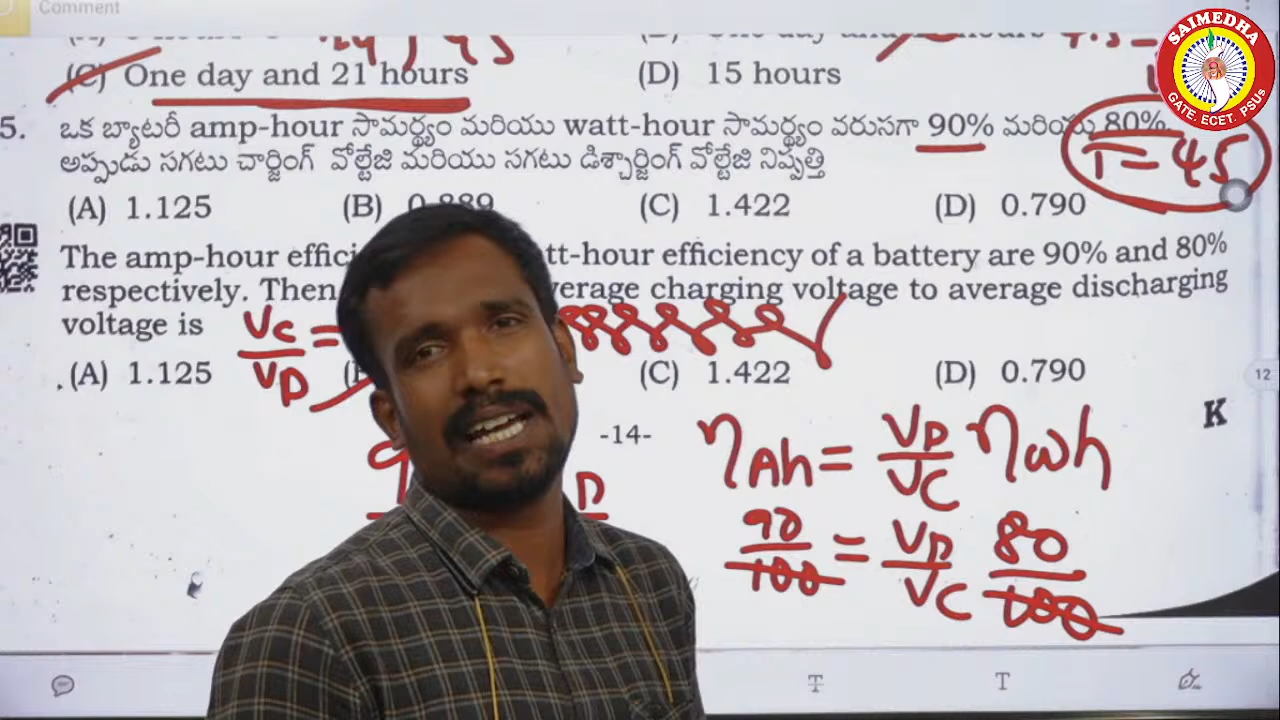 Comment
SAIMEDHA
GATE. ECET. PSUs
(C) One day and 21 hours
(D) 15 hours
5. ఒక బ్యాటరీ amp-hour సామర్థ్యం మరియు watt-hour సామర్థ్యం వరుసగా 90% మరియు 80%
అప్పుడు సగటు చార్జింగ్ వోల్టేజి మరియు సగటు డిశ్చార్జింగ్ వోల్టేజి నిష్పత్తి
T = 45
(A) 1.125 (B) 0.889 (C) 1.422 (D) 0.790
The amp-hour tt-hour efficiency of a battery are 90% and 80%
respectively. Then verage charging voltage to average discharging
voltage is
VC/VD =
(A) 1.125 (C) 1.422 (D) 0.790
-14-
K
12
ηAh = VD/VC ηwh
90/100 = VD/VC 80/100
T
T